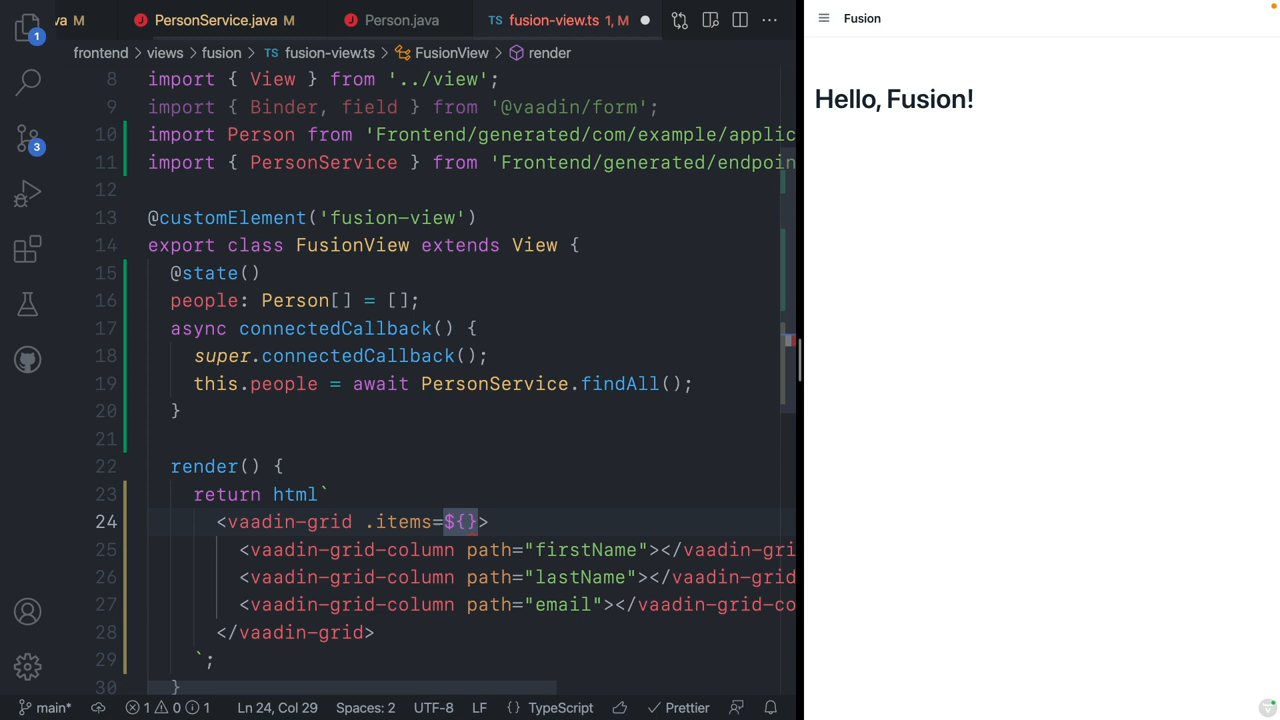 va M
PersonService.java M
Person.java
TS fusion-view.ts 1, M
Fusion
frontend > views > fusion > TS fusion-view.ts > FusionView > render
1
3
8 import { View } from '../view';
9 import { Binder, field } from '@vaadin/form';
10 import Person from 'Frontend/generated/com/example/applic
11 import { PersonService } from 'Frontend/generated/endpoin
12
13 @customElement('fusion-view')
14 export class FusionView extends View {
15 @state()
16 people: Person[] = [];
17 async connectedCallback() {
18 super.connectedCallback();
19 this.people = await PersonService.findAll();
20 }
21
22 render() {
23 return html`
24 <vaadin-grid .items=${}>
25 <vaadin-grid-column path="firstName"></vaadin-gri
26 <vaadin-grid-column path="lastName"></vaadin-grid
27 <vaadin-grid-column path="email"></vaadin-grid-co
28 </vaadin-grid>
29 `;
30 }
Hello, Fusion!
main* 1 0 1 Ln 24, Col 29 Spaces: 2 UTF-8 LF {} TypeScript Prettier